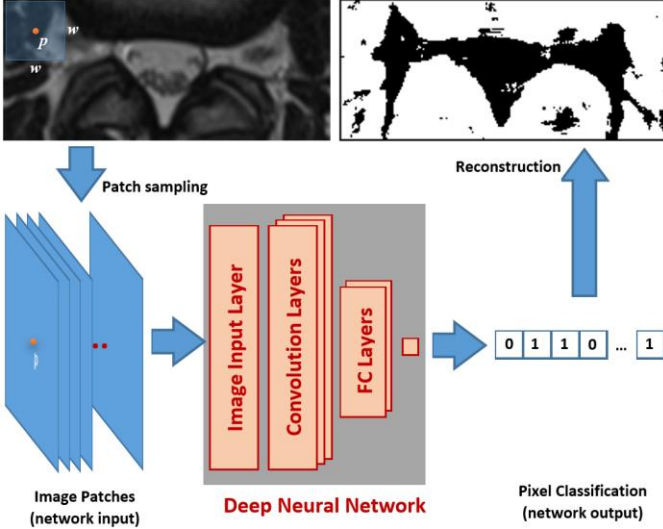 p
w
w
Patch sampling
Reconstruction
Image Input Layer
Convolution Layers
FC Layers
0 1 1 0 ... 1
Image Patches
(network input)
Deep Neural Network
Pixel Classification
(network output)